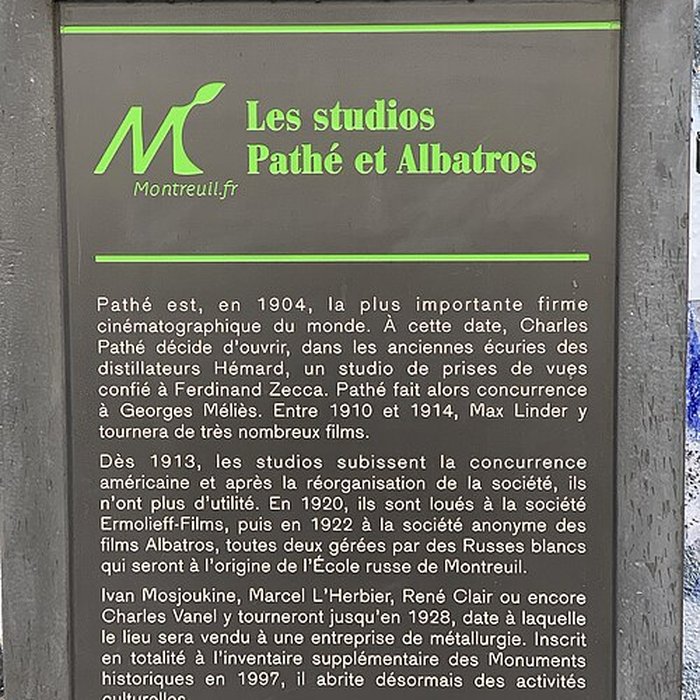 Les studios
Pathé et Albatros
Montreuil.fr
Pathé est, en 1904, la plus importante firme
cinématographique du monde. À cette date, Charles
Pathé décide d'ouvrir, dans les anciennes écuries des
distillateurs Hémard, un studio de prises de vues
confié à Ferdinand Zecca. Pathé fait alors concurrence
à Georges Méliès. Entre 1910 et 1914, Max Linder y
tournera de très nombreux films.
Dès 1913, les studios subissent la concurrence
américaine et après la réorganisation de la société, ils
n'ont plus d'utilité. En 1920, ils sont loués à la société
Ermolieff-Films, puis en 1922 à la société anonyme des
films Albatros, toutes deux gérées par des Russes blancs
qui seront à l'origine de l'École russe de Montreuil.
Ivan Mosjoukine, Marcel L'Herbier, René Clair ou encore
Charles Vanel y tourneront jusqu'en 1928, date à laquelle
le lieu sera vendu à une entreprise de métallurgie. Inscrit
en totalité à l'inventaire supplémentaire des Monuments
historiques en 1997, il abrite désormais des activités
culturelles.